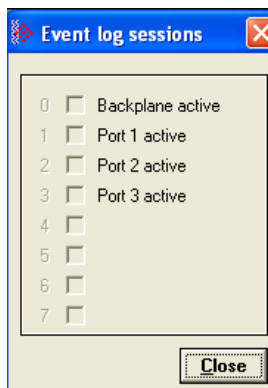 Event log sessions
0 Backplane active
1 Port 1 active
2 Port 2 active
3 Port 3 active
4
5
6
7
Close